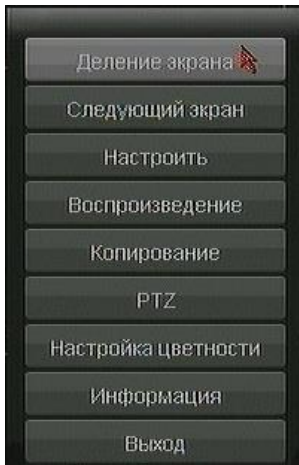 Деление экрана
Следующий экран
Настроить
Воспроизведение
Копирование
PTZ
Настройка цветности
Информация
Выход